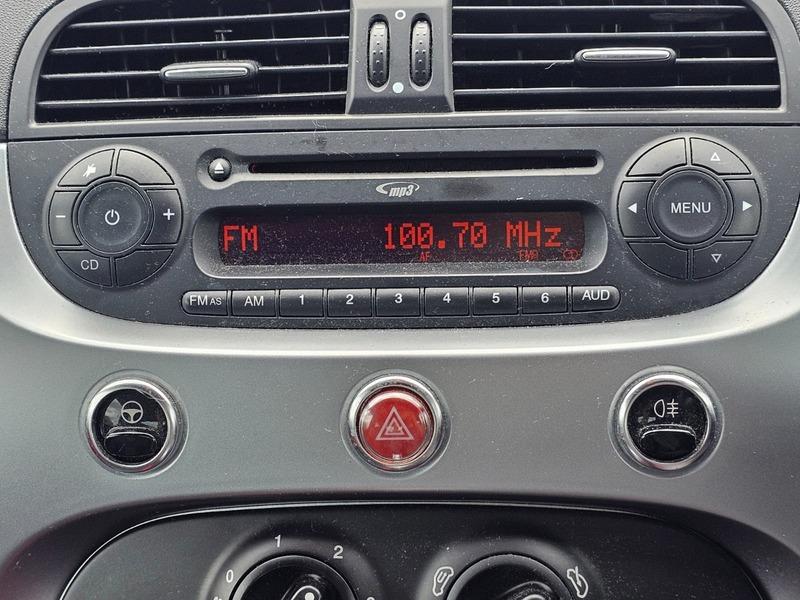 mp3
FM 100.70 MHz
AF CD
- +
CD
MENU
FM AS AM 1 2 3 4 5 6 AUD
0 1 2